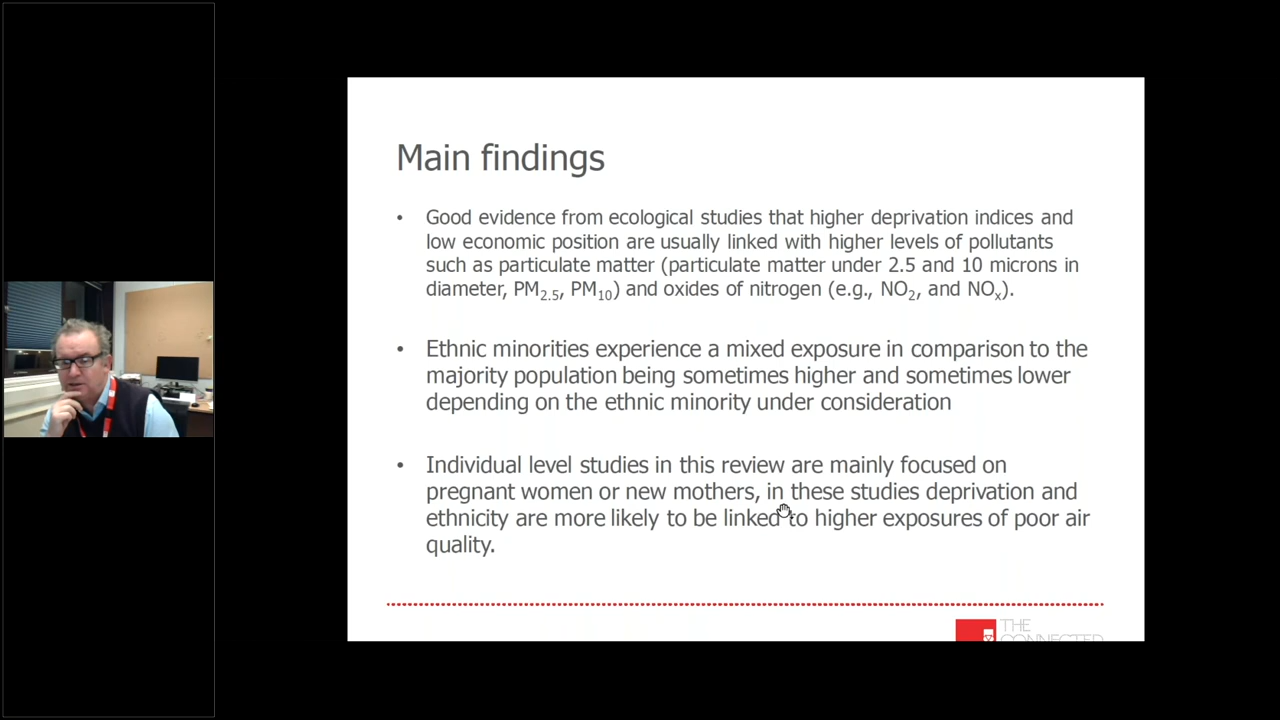 Main findings
• Good evidence from ecological studies that higher deprivation indices and
low economic position are usually linked with higher levels of pollutants
such as particulate matter (particulate matter under 2.5 and 10 microns in
diameter, PM2.5, PM10) and oxides of nitrogen (e.g., NO2, and NOx).
• Ethnic minorities experience a mixed exposure in comparison to the
majority population being sometimes higher and sometimes lower
depending on the ethnic minority under consideration
• Individual level studies in this review are mainly focused on
pregnant women or new mothers, in these studies deprivation and
ethnicity are more likely to be linked to higher exposures of poor air
quality.
THE
CONNECTED